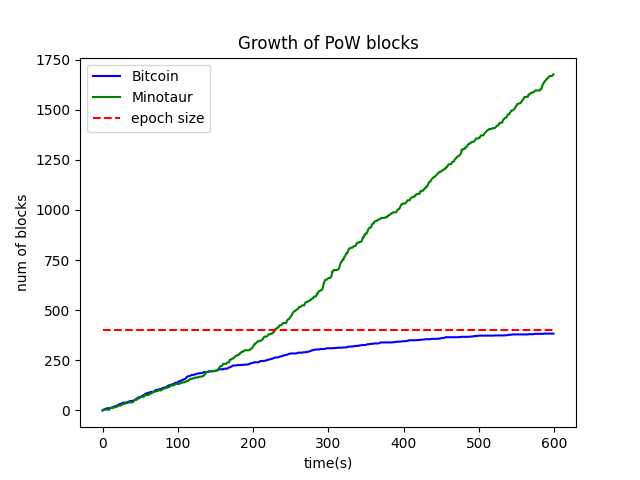 Growth of PoW blocks
Bitcoin
Minotaur
epoch size
num of blocks
1750
1500
1250
1000
750
500
250
0
0 100 200 300 400 500 600
time(s)